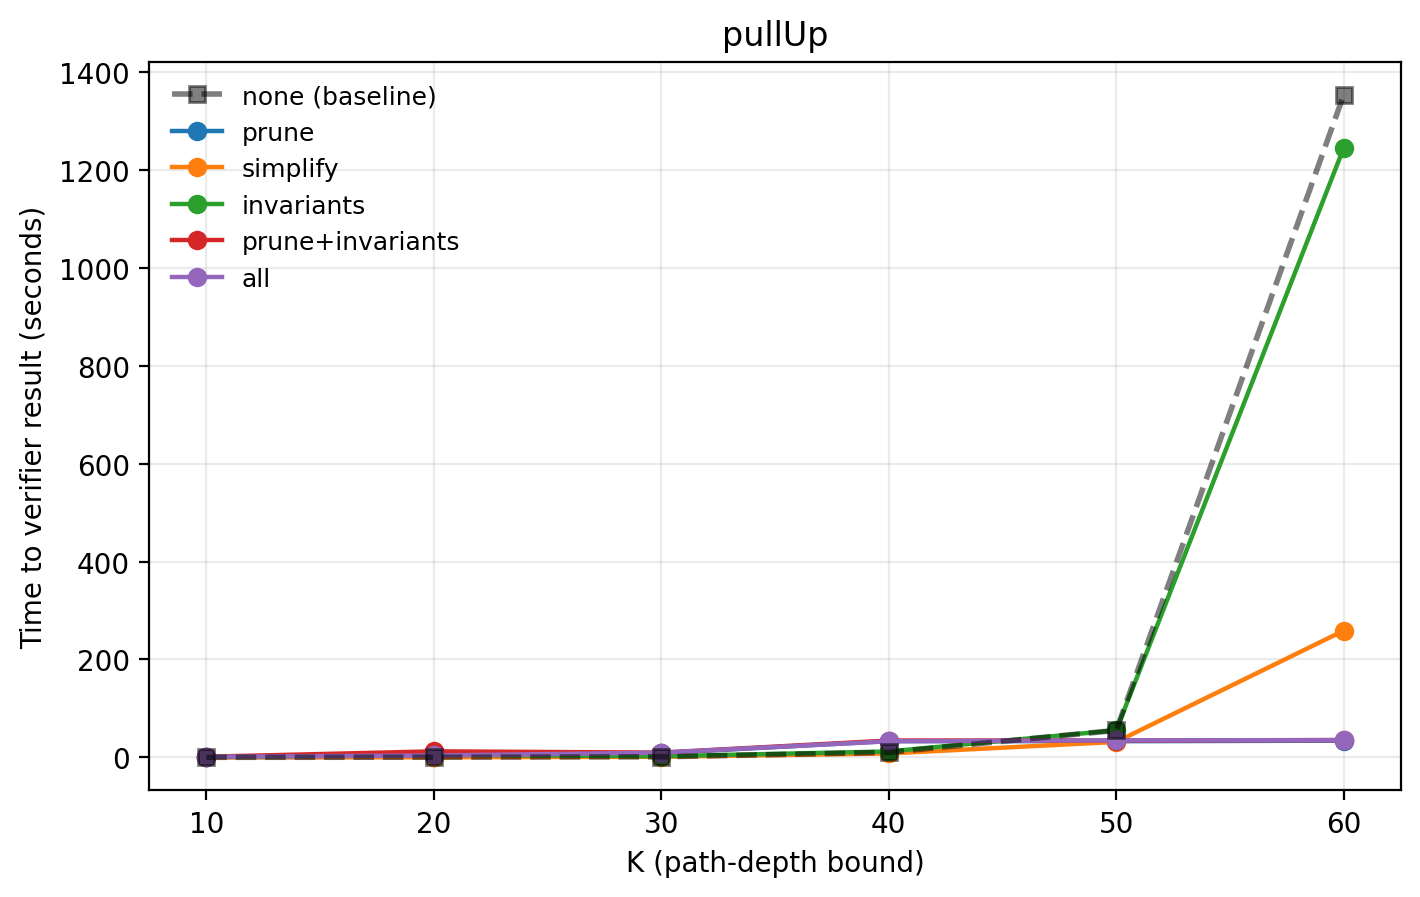 pullUp
1400
1200
1000
800
600
400
200
0
Time to verifier result (seconds)
none (baseline)
prune
simplify
invariants
prune+invariants
all
10 20 30 40 50 60
K (path-depth bound)